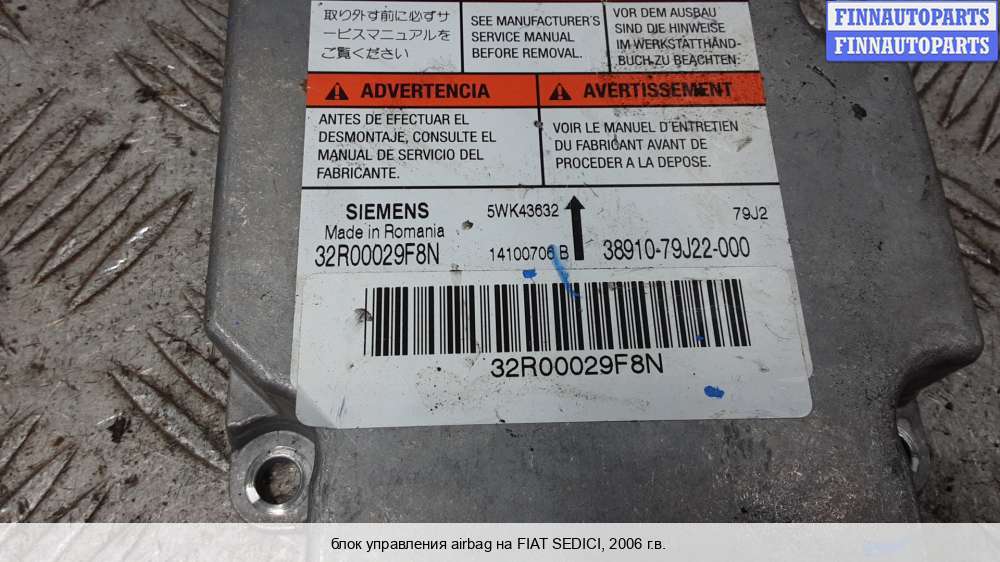 取り外す前に必ずサ
ービスマニュアルを
ご覧ください
SEE MANUFACTURER'S
SERVICE MANUAL
BEFORE REMOVAL.
VOR DEM AUSBAU
SIND DIE HINWEISE
IM WERKSTATTHAND-
BUCH ZU BEACHTEN.
FINNAUTOPARTS
FINNAUTOPARTS
ADVERTENCIA
AVERTISSEMENT
ANTES DE EFECTUAR EL
DESMONTAJE, CONSULTE EL
MANUAL DE SERVICIO DEL
FABRICANTE.
VOIR LE MANUEL D'ENTRETIEN
DU FABRICANT AVANT DE
PROCEDER A LA DEPOSE.
SIEMENS
5WK43632
79J2
Made in Romania
32R00029F8N
14100706 B
38910-79J22-000
32R00029F8N
блок управления airbag на FIAT SEDICI, 2006 г.в.